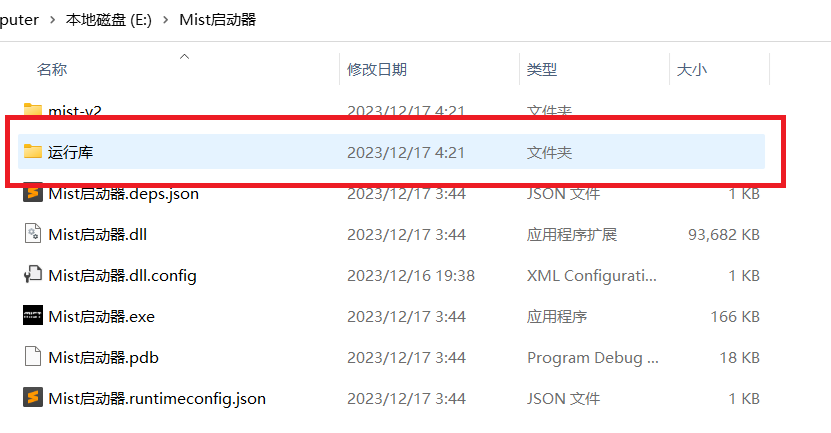 puter > 本地磁盘 (E:) > Mist启动器
名称 修改日期 类型 大小
mist-v2 2023/12/17 4:21 文件夹
运行库 2023/12/17 4:21 文件夹
Mist启动器.deps.json 2023/12/17 3:44 JSON 文件 1 KB
Mist启动器.dll 2023/12/17 3:44 应用程序扩展 93,682 KB
Mist启动器.dll.config 2023/12/16 19:38 XML Configurati... 1 KB
Mist启动器.exe 2023/12/17 3:44 应用程序 166 KB
Mist启动器.pdb 2023/12/17 3:44 Program Debug ... 18 KB
Mist启动器.runtimeconfig.json 2023/12/17 3:44 JSON 文件 1 KB